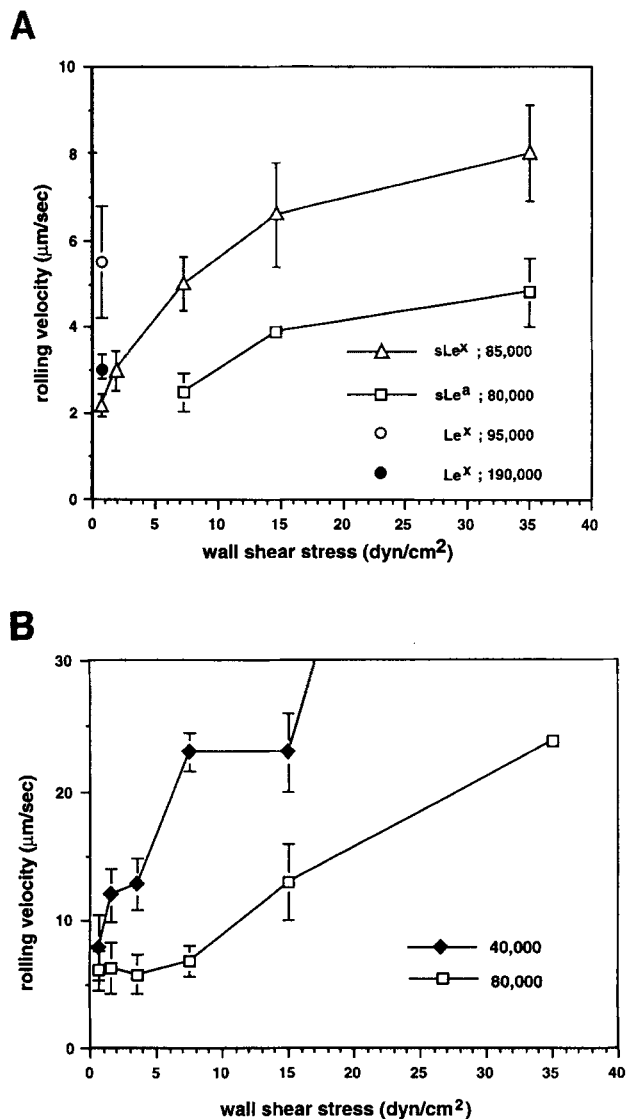 A
10
8
6
4
2
0
rolling velocity (μm/sec)
sLex ; 85,000
sLea ; 80,000
Lex ; 95,000
Lex ; 190,000
0 5 10 15 20 25 30 35 40
wall shear stress (dyn/cm2)
B
30
20
10
0
rolling velocity (μm/sec)
40,000
80,000
0 5 10 15 20 25 30 35 40
wall shear stress (dyn/cm2)